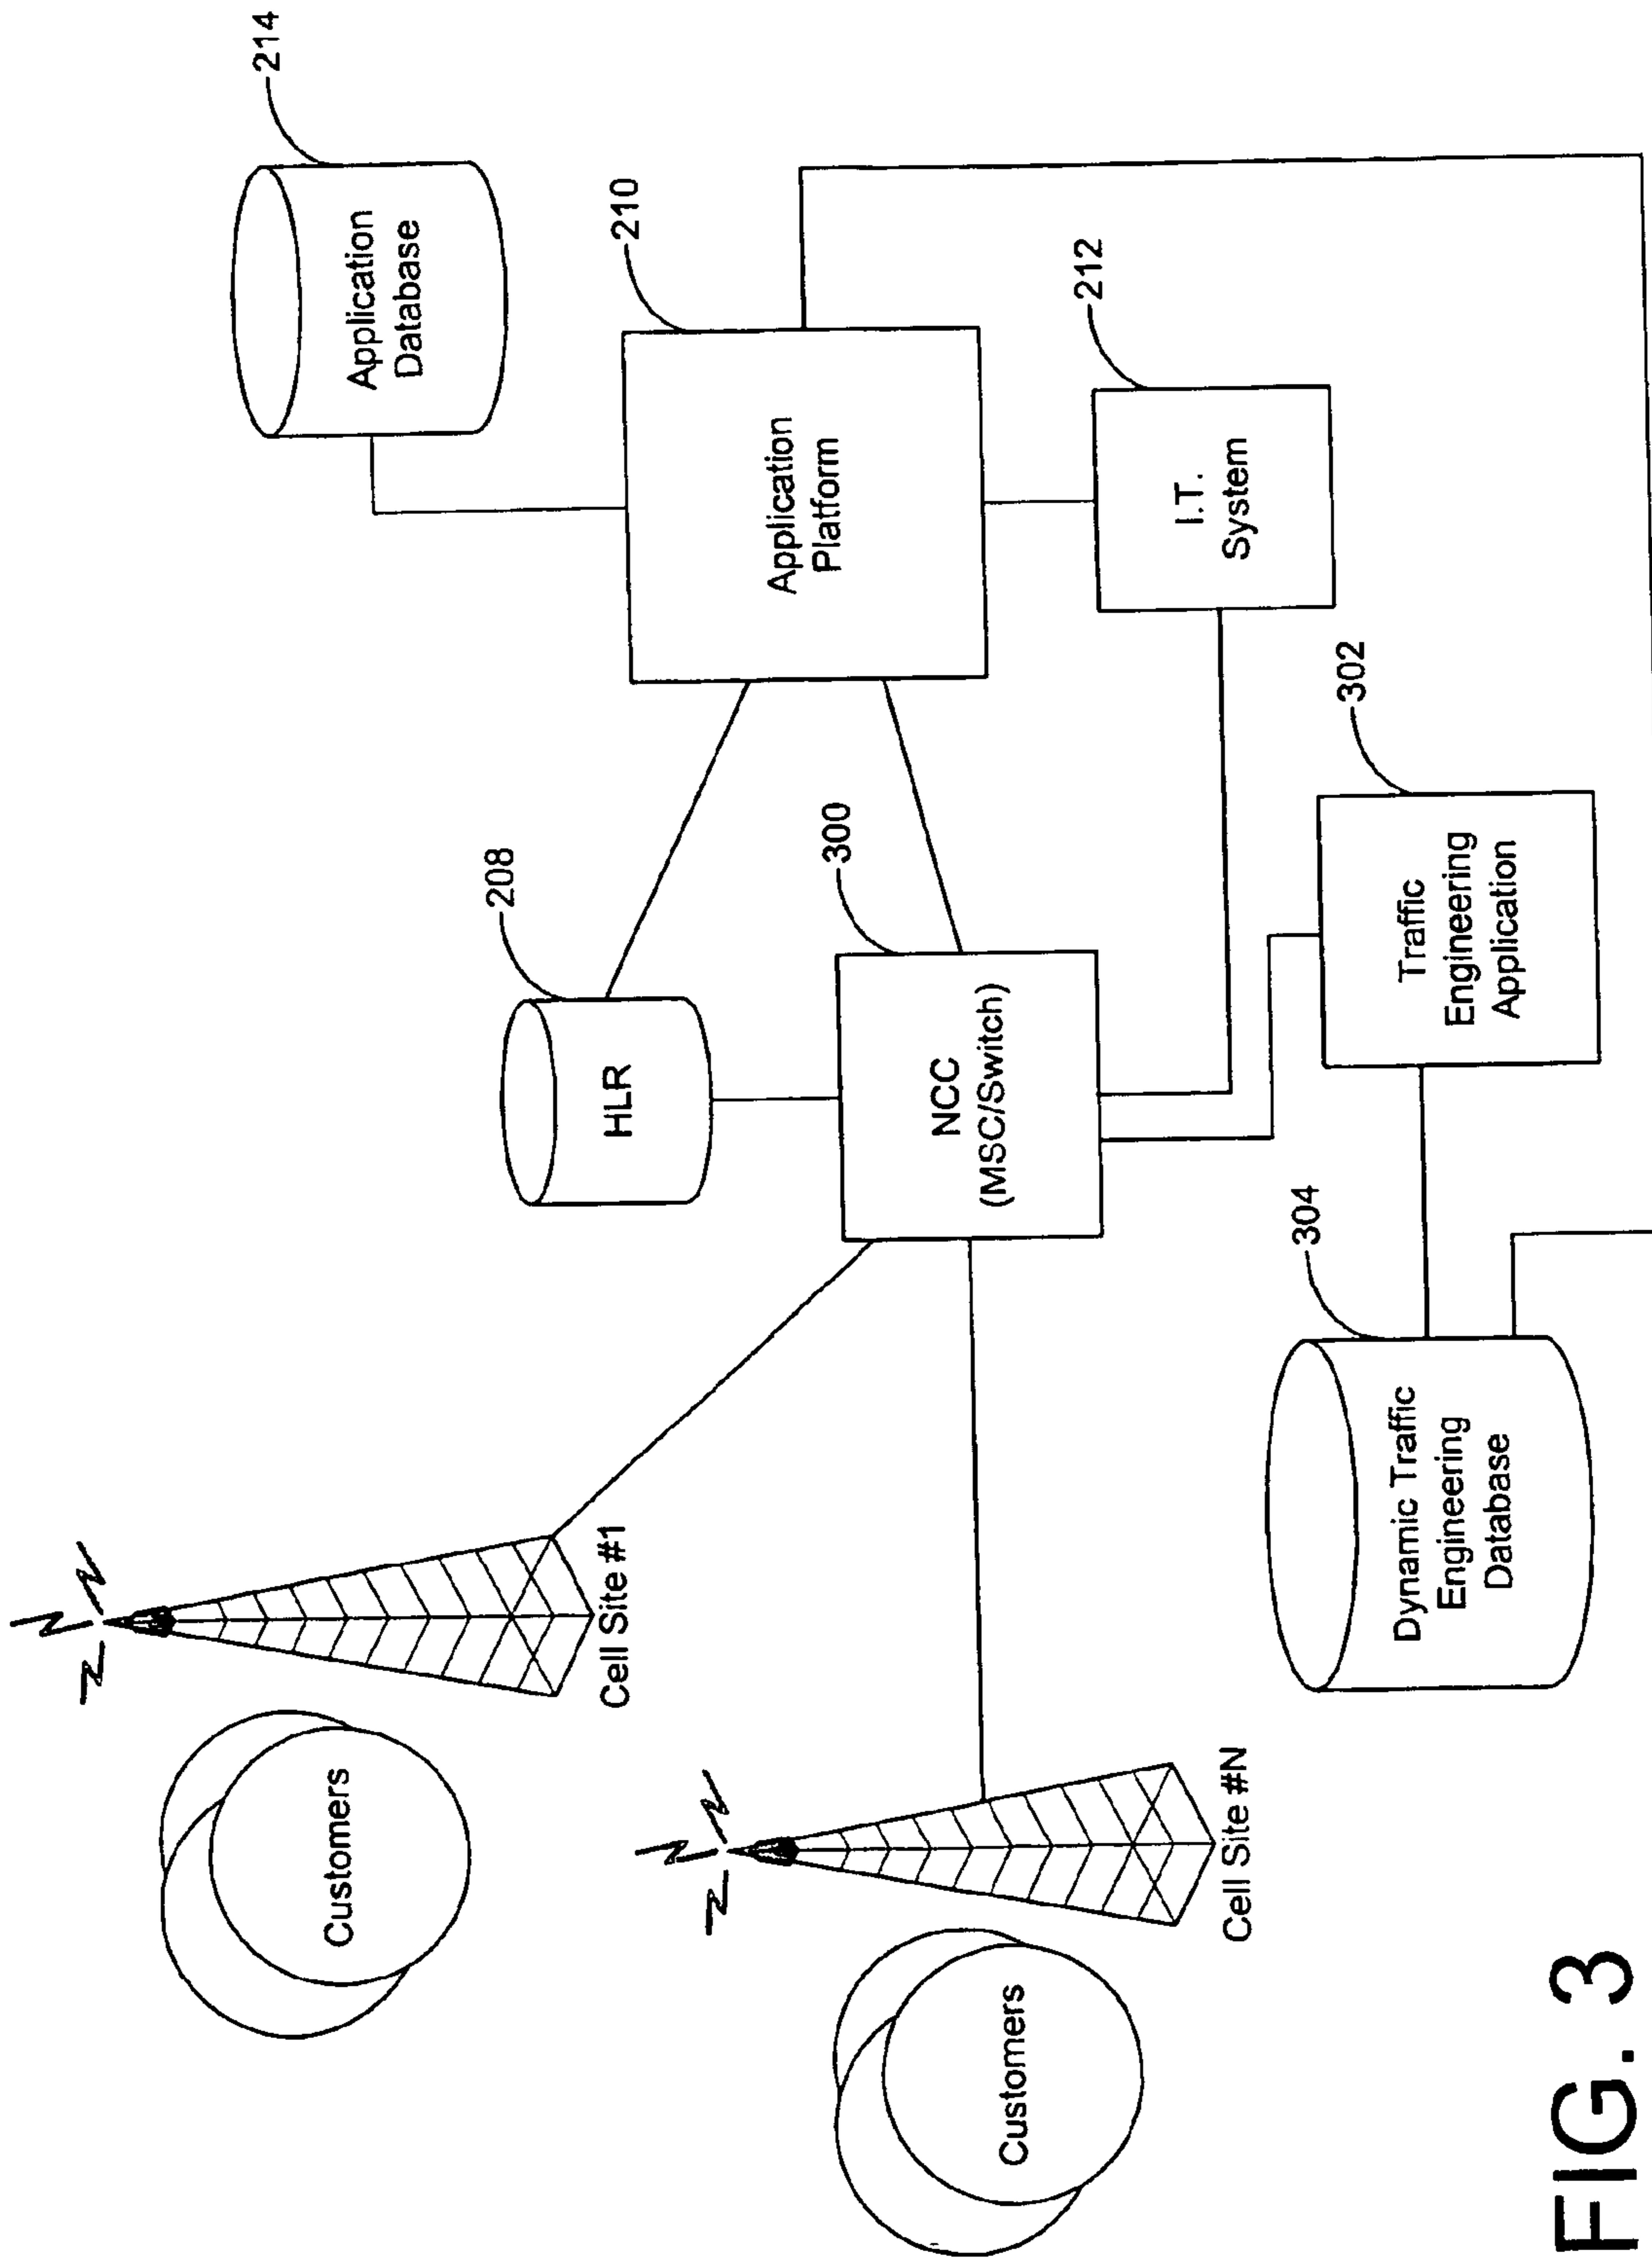 214
Application
Database
210
Application
Platform
212
I.T.
System
208
HLR
300
NCC
(MSC/Switch)
302
Traffic
Engineering
Application
304
Dynamic Traffic
Engineering
Database
Cell Site #1
Customers
Cell Site #N
Customers
FIG. 3